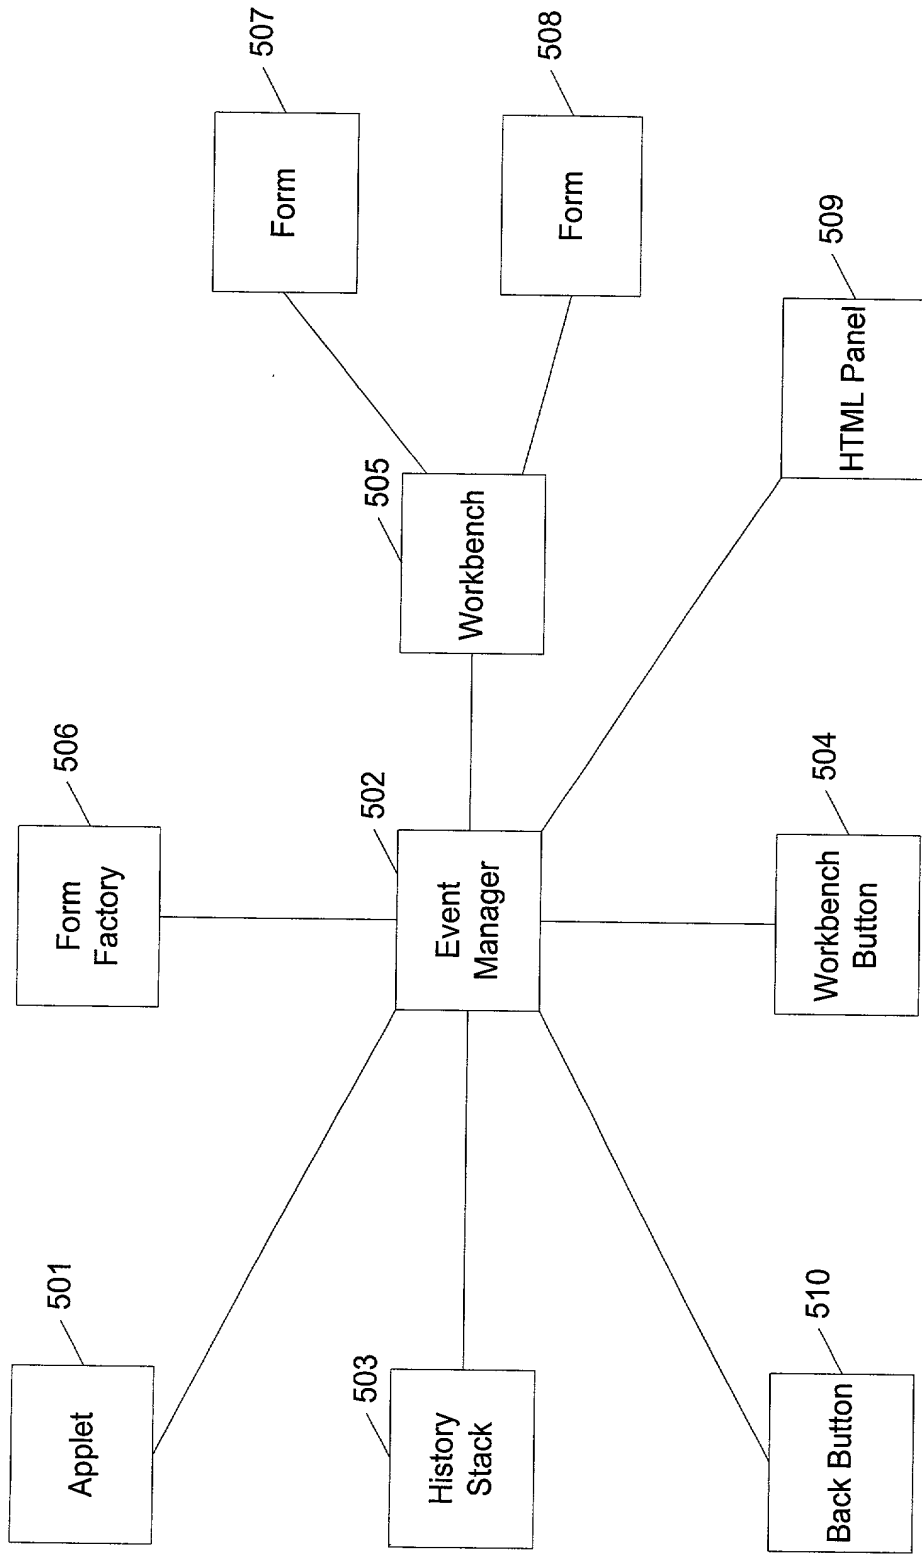 Applet
501
Form
Factory
506
History
Stack
503
Event
Manager
502
Workbench
505
Form
507
Form
508
Back Button
510
Workbench
Button
504
HTML Panel
509